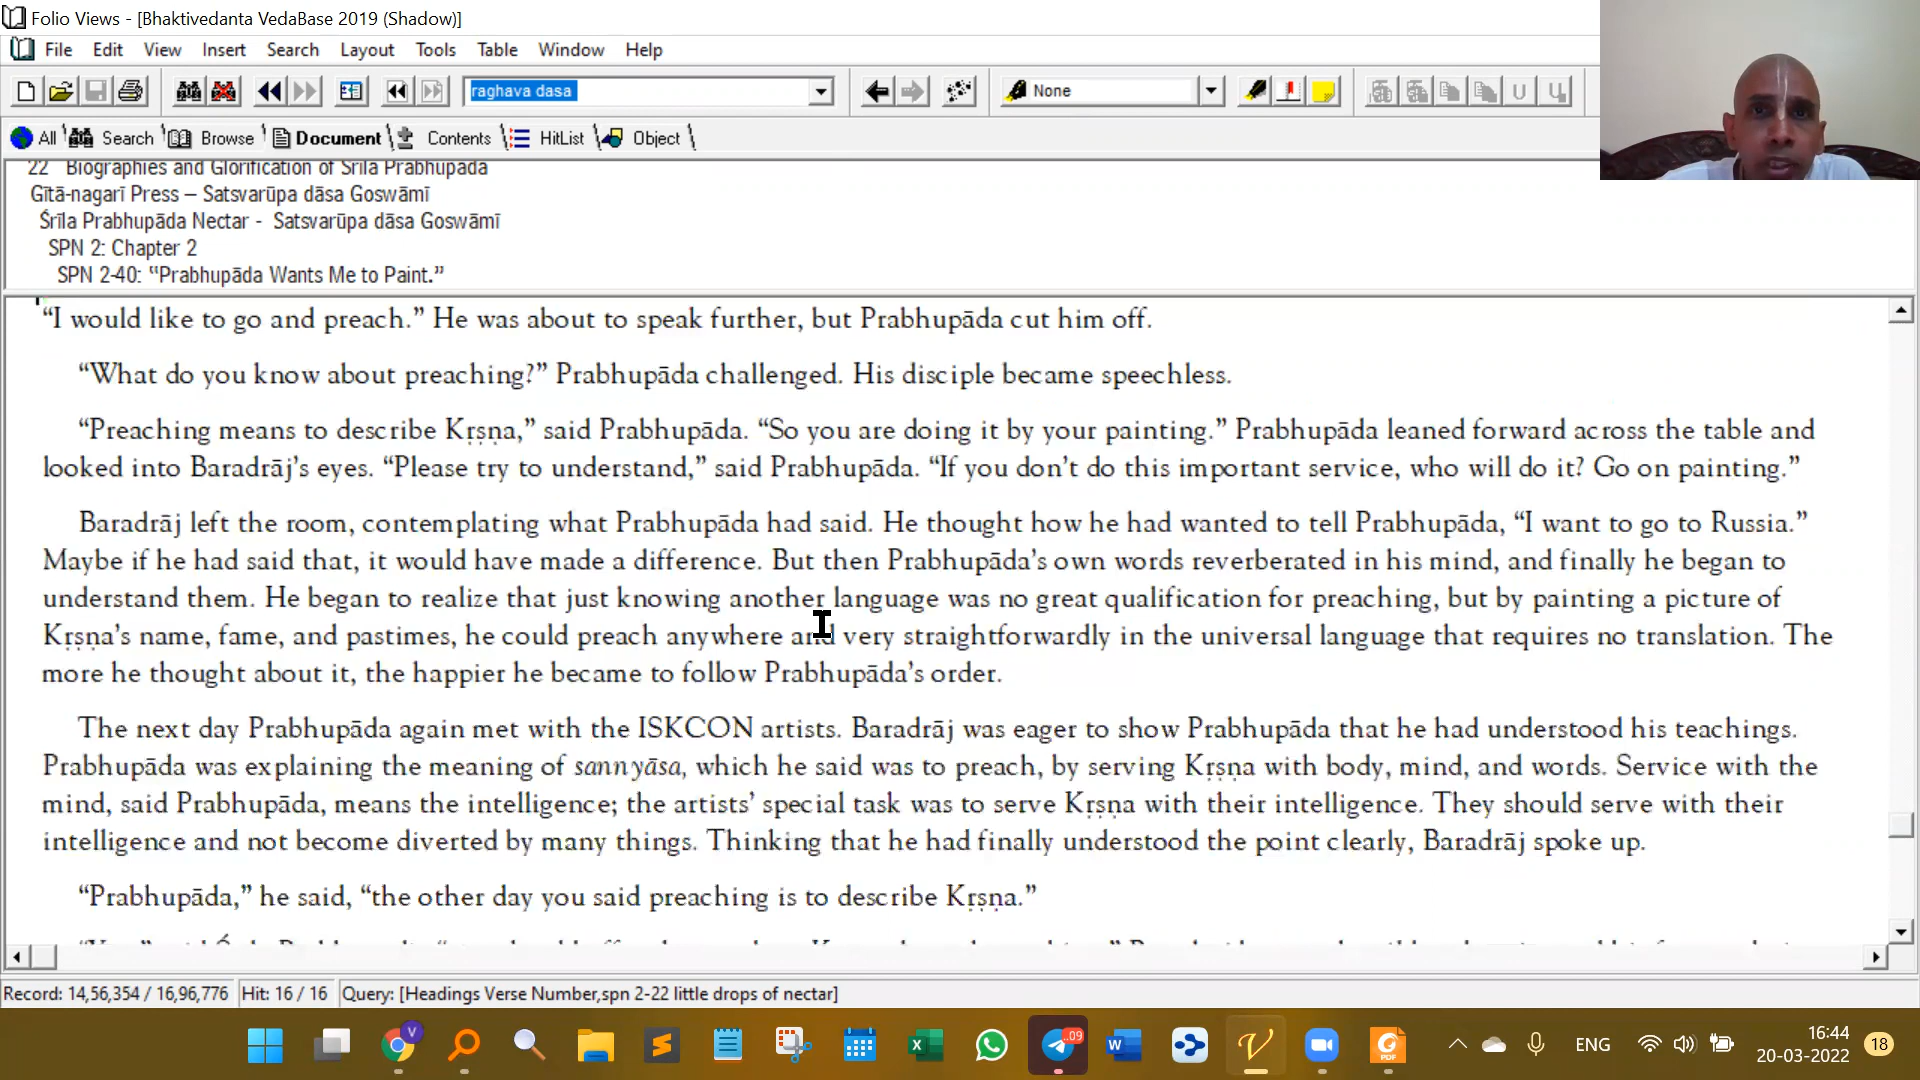 Folio Views - [Bhaktivedanta VedaBase 2019 (Shadow)]
File Edit View Insert Search Layout Tools Table Window Help
raghava dasa None
All Search Browse Document Contents HitList Object
22 Biographies and Glorification of Śrīla Prabhupāda
Gītā-nagarī Press – Satsvarūpa dāsa Goswāmī
Śrīla Prabhupāda Nectar - Satsvarūpa dāsa Goswāmī
SPN 2: Chapter 2
SPN 2-40: “Prabhupāda Wants Me to Paint.”
“I would like to go and preach.” He was about to speak further, but Prabhupāda cut him off.
“What do you know about preaching?” Prabhupāda challenged. His disciple became speechless.
“Preaching means to describe Kṛṣṇa,” said Prabhupāda. “So you are doing it by your painting.” Prabhupāda leaned forward across the table and
looked into Baradrāj’s eyes. “Please try to understand,” said Prabhupāda. “If you don’t do this important service, who will do it? Go on painting.”
Baradrāj left the room, contemplating what Prabhupāda had said. He thought how he had wanted to tell Prabhupāda, “I want to go to Russia.”
Maybe if he had said that, it would have made a difference. But then Prabhupāda’s own words reverberated in his mind, and finally he began to
understand them. He began to realize that just knowing another language was no great qualification for preaching, but by painting a picture of
Kṛṣṇa’s name, fame, and pastimes, he could preach anywhere and very straightforwardly in the universal language that requires no translation. The
more he thought about it, the happier he became to follow Prabhupāda’s order.
The next day Prabhupāda again met with the ISKCON artists. Baradrāj was eager to show Prabhupāda that he had understood his teachings.
Prabhupāda was explaining the meaning of sannyāsa, which he said was to preach, by serving Kṛṣṇa with body, mind, and words. Service with the
mind, said Prabhupāda, means the intelligence; the artists’ special task was to serve Kṛṣṇa with their intelligence. They should serve with their
intelligence and not become diverted by many things. Thinking that he had finally understood the point clearly, Baradrāj spoke up.
“Prabhupāda,” he said, “the other day you said preaching is to describe Kṛṣṇa.”
Record: 14,56,354 / 16,96,776 Hit: 16 / 16 Query: [Headings Verse Number,spn 2-22 little drops of nectar]
V ..09 ENG 16:44 18
20-03-2022